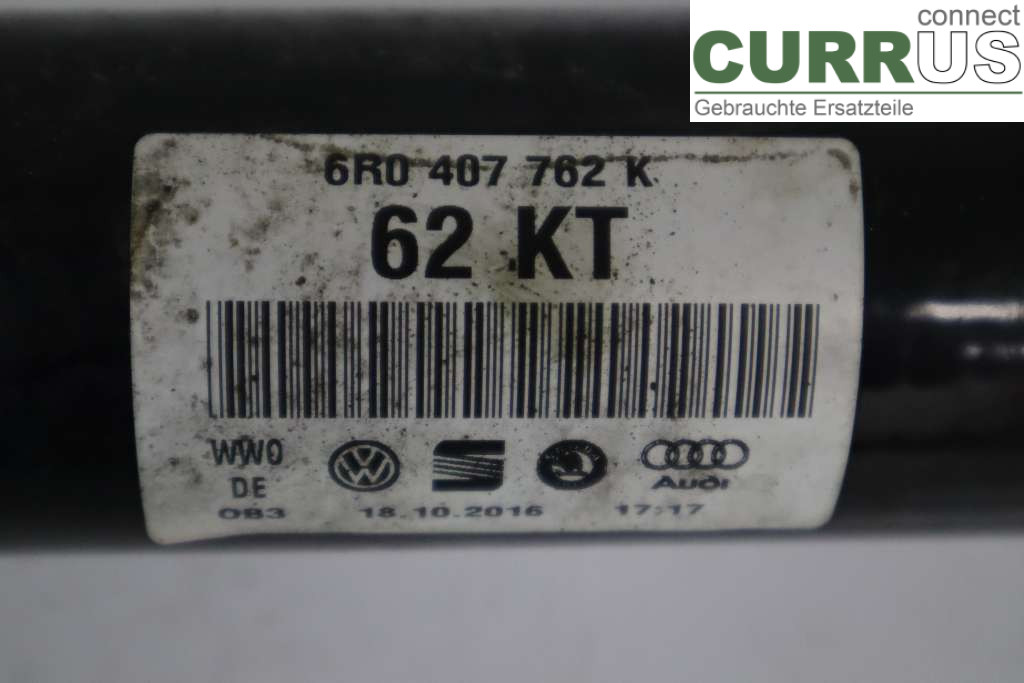 connect
CURRUS
Gebrauchte Ersatzteile
6R0 407 762 K
62 KT
WW0
DE
083
18.10.2016
17:17
Audi